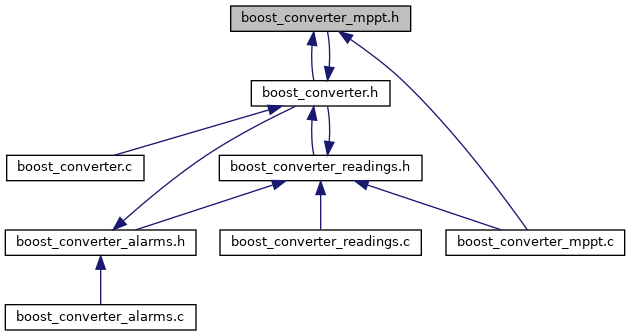 boost_converter_mppt.h
boost_converter.h
boost_converter.c
boost_converter_readings.h
boost_converter_alarms.h
boost_converter_readings.c
boost_converter_mppt.c
boost_converter_alarms.c